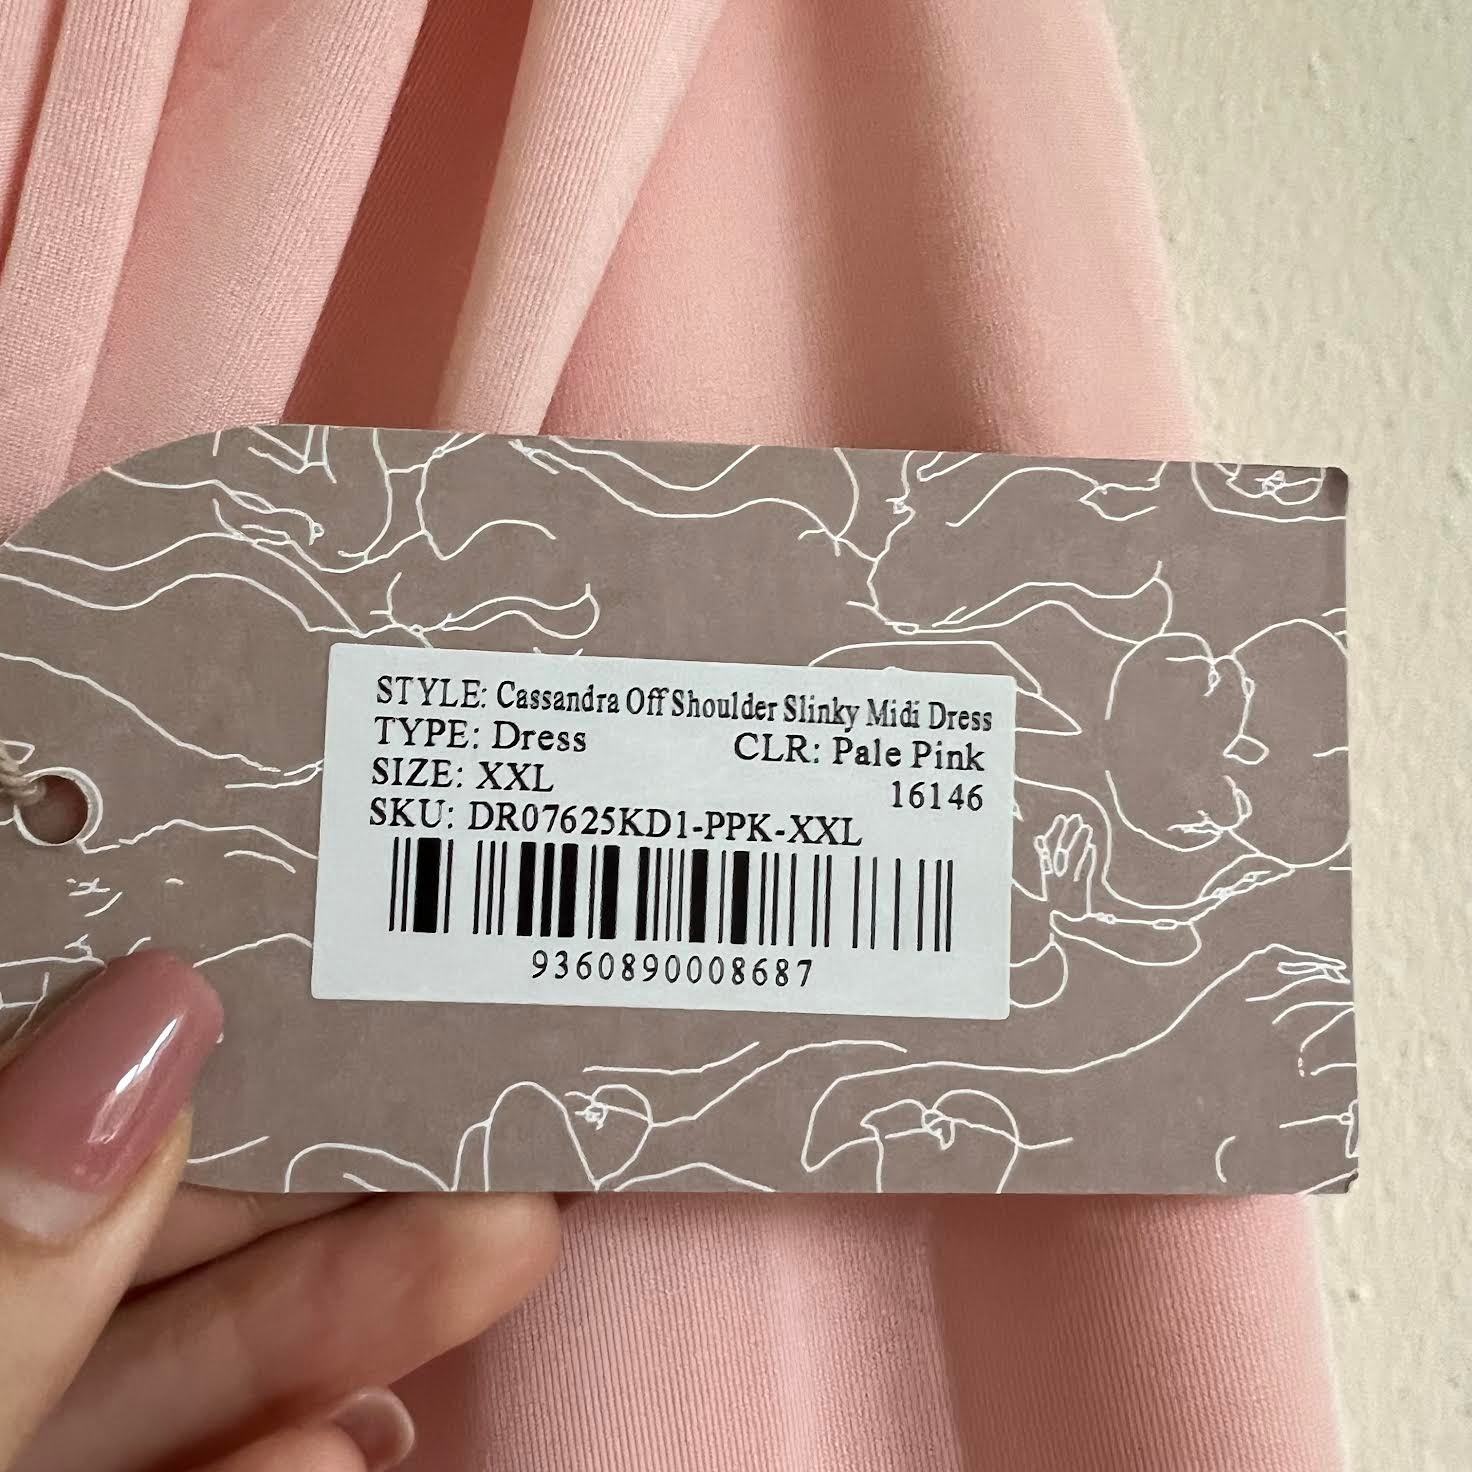 STYLE: Cassandra Off Shoulder Slinky Midi Dress
TYPE: Dress CLR: Pale Pink
SIZE: XXL 16146
SKU: DR07625KD1-PPK-XXL
9360890008687